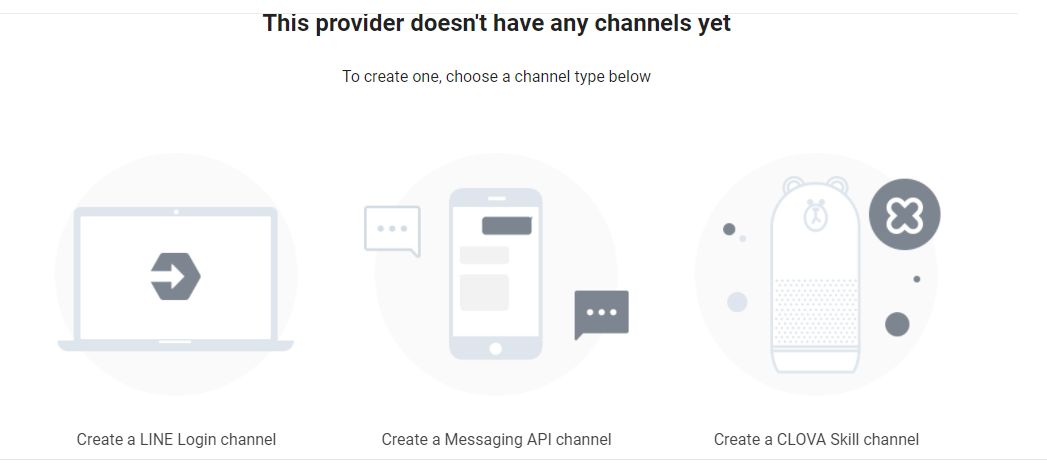 This provider doesn't have any channels yet
To create one, choose a channel type below
Create a LINE Login channel
Create a Messaging API channel
Create a CLOVA Skill channel